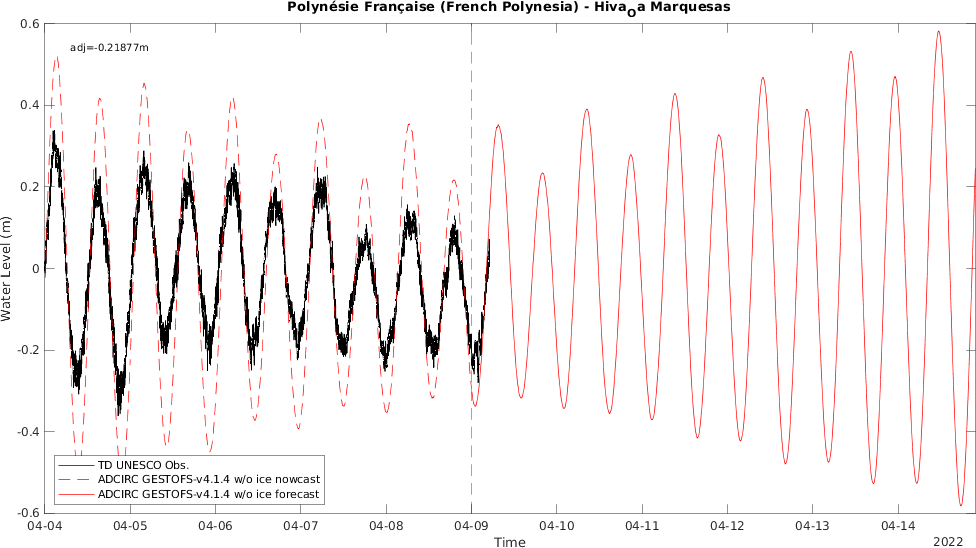 Polynésie Française (French Polynesia) - Hiva_Oa Marquesas
adj=-0.21877m
0.6
0.4
0.2
0
-0.2
-0.4
-0.6
Water Level (m)
TD UNESCO Obs.
ADCIRC GESTOFS-v4.1.4 w/o ice nowcast
ADCIRC GESTOFS-v4.1.4 w/o ice forecast
04-04 04-05 04-06 04-07 04-08 04-09 04-10 04-11 04-12 04-13 04-14
Time
2022